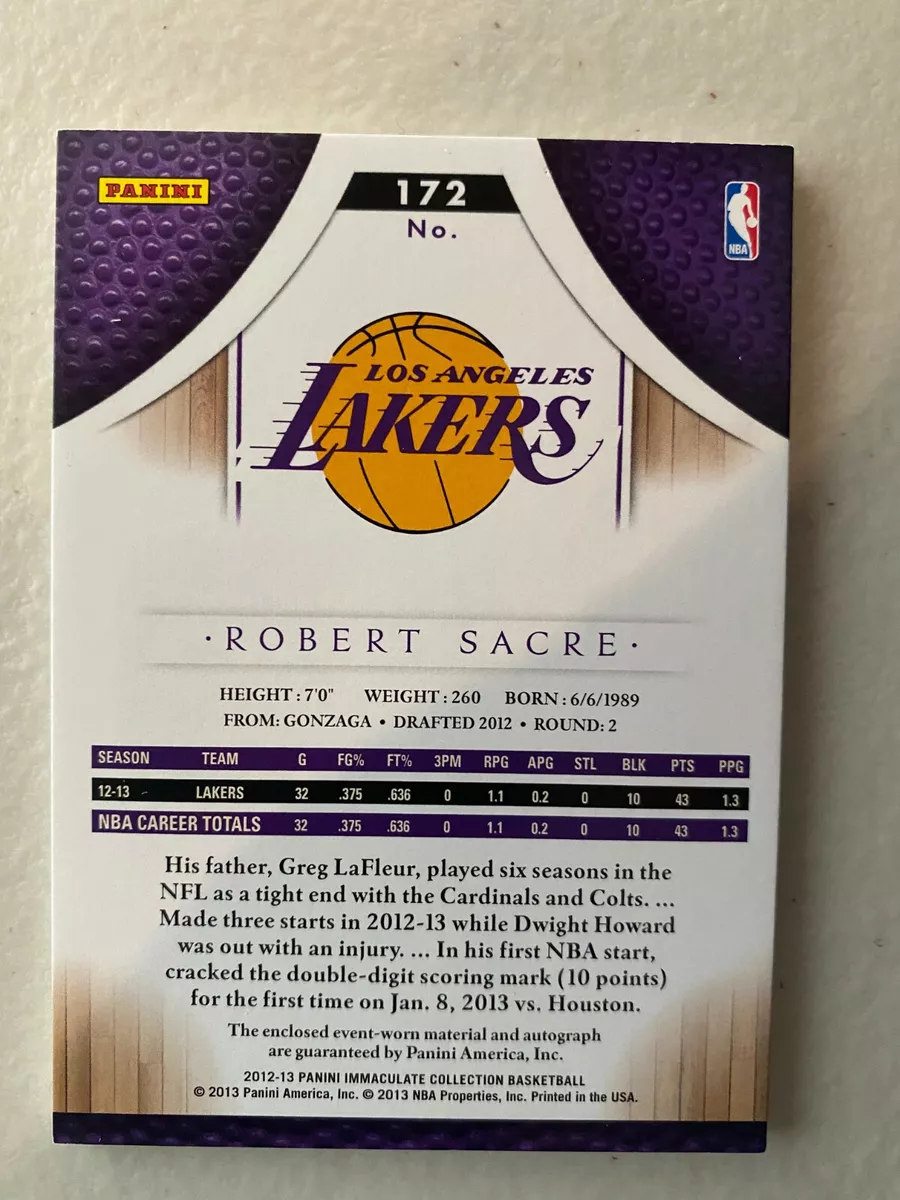 PANINI
172
No.
NBA
LOS ANGELES
LAKERS
·ROBERT SACRE·
HEIGHT: 7'0" WEIGHT: 260 BORN: 6/6/1989
FROM: GONZAGA • DRAFTED 2012 • ROUND: 2
SEASON TEAM G FG% FT% 3PM RPG APG STL BLK PTS PPG
12-13 LAKERS 32 .375 .636 0 1.1 0.2 0 10 43 1.3
NBA CAREER TOTALS 32 .375 .636 0 1.1 0.2 0 10 43 1.3
His father, Greg LaFleur, played six seasons in the
NFL as a tight end with the Cardinals and Colts. ...
Made three starts in 2012-13 while Dwight Howard
was out with an injury. ... In his first NBA start,
cracked the double-digit scoring mark (10 points)
for the first time on Jan. 8, 2013 vs. Houston.
The enclosed event-worn material and autograph
are guaranteed by Panini America, Inc.
2012-13 PANINI IMMACULATE COLLECTION BASKETBALL
© 2013 Panini America, Inc. © 2013 NBA Properties, Inc. Printed in the USA.